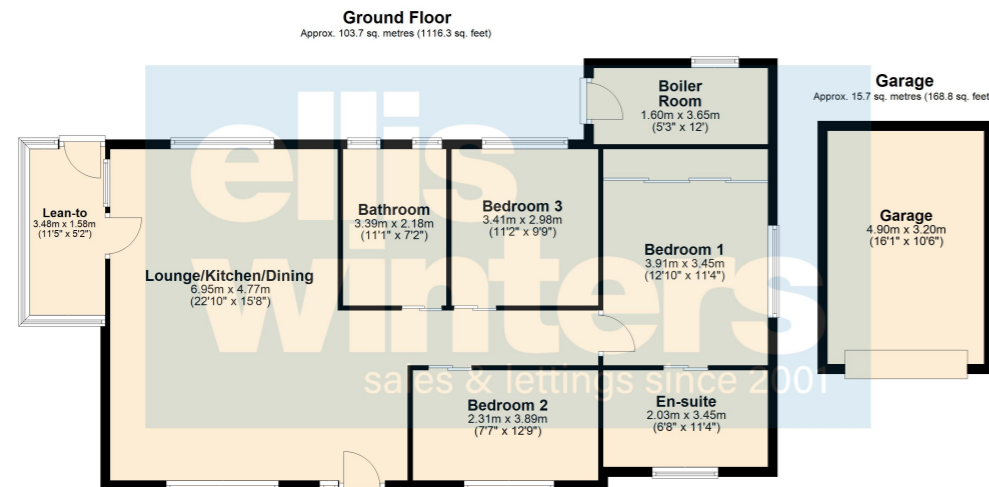 Ground Floor
Approx. 103.7 sq. metres (1116.3 sq. feet)
Boiler
Room
1.60m x 3.65m
(5'3" x 12')
Garage
Approx. 15.7 sq. metres (168.8 sq. feet
Lean-to
3.48m x 1.58m
(11'5" x 5'2")
Bathroom
3.39m x 2.18m
(11'1" x 7'2")
Bedroom 3
3.41m x 2.98m
(11'2" x 9'9")
Garage
4.90m x 3.20m
(16'1" x 10'6")
Bedroom 1
3.91m x 3.45m
(12'10" x 11'4")
Lounge/Kitchen/Dining
6.95m x 4.77m
(22'10" x 15'8")
Bedroom 2
2.31m x 3.89m
(7'7" x 12'9")
En-suite
2.03m x 3.45m
(6'8" x 11'4")
ellis
winters
sales & lettings since 2001